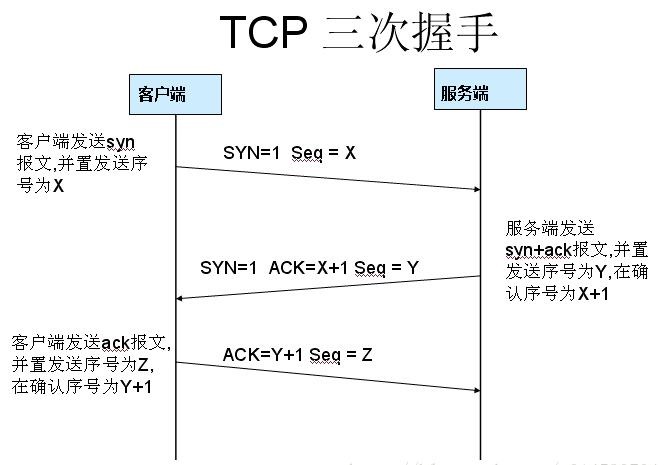 TCP 三次握手
客户端
服务端
客户端发送syn
报文,并置发送序
号为X
SYN=1 Seq = X
服务端发送
syn+ack报文,并置
发送序号为Y,在确
认序号为X+1
SYN=1 ACK=X+1 Seq = Y
客户端发送ack报文,
并置发送序号为Z,
在确认序号为Y+1
ACK=Y+1 Seq = Z